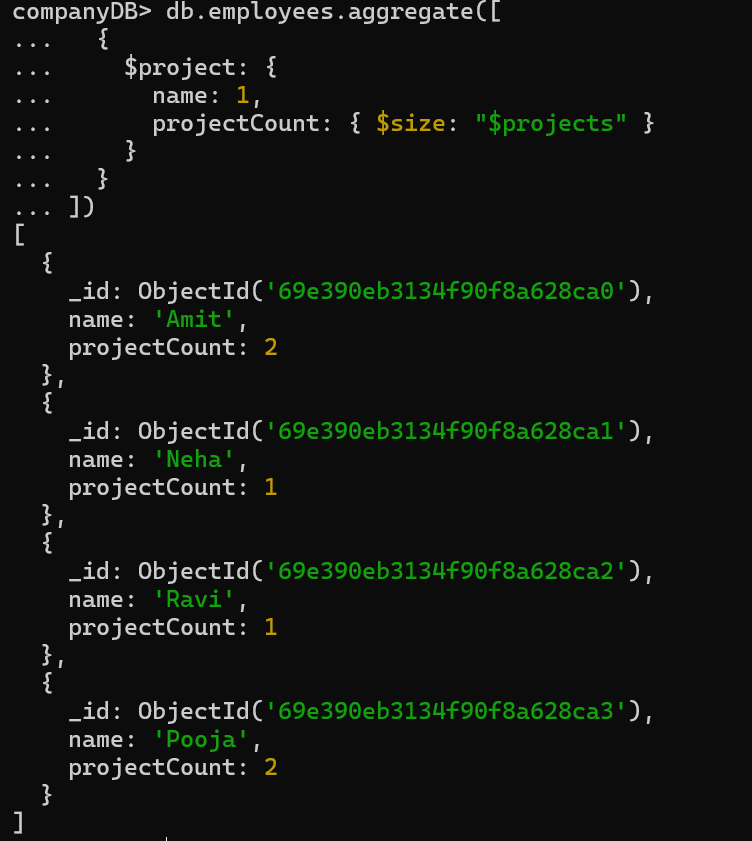 companyDB> db.employees.aggregate([
...   {
...     $project: {
...       name: 1,
...       projectCount: { $size: "$projects" }
...     }
...   }
... ])
[
  {
    _id: ObjectId('69e390eb3134f90f8a628ca0'),
    name: 'Amit',
    projectCount: 2
  },
  {
    _id: ObjectId('69e390eb3134f90f8a628ca1'),
    name: 'Neha',
    projectCount: 1
  },
  {
    _id: ObjectId('69e390eb3134f90f8a628ca2'),
    name: 'Ravi',
    projectCount: 1
  },
  {
    _id: ObjectId('69e390eb3134f90f8a628ca3'),
    name: 'Pooja',
    projectCount: 2
  }
]